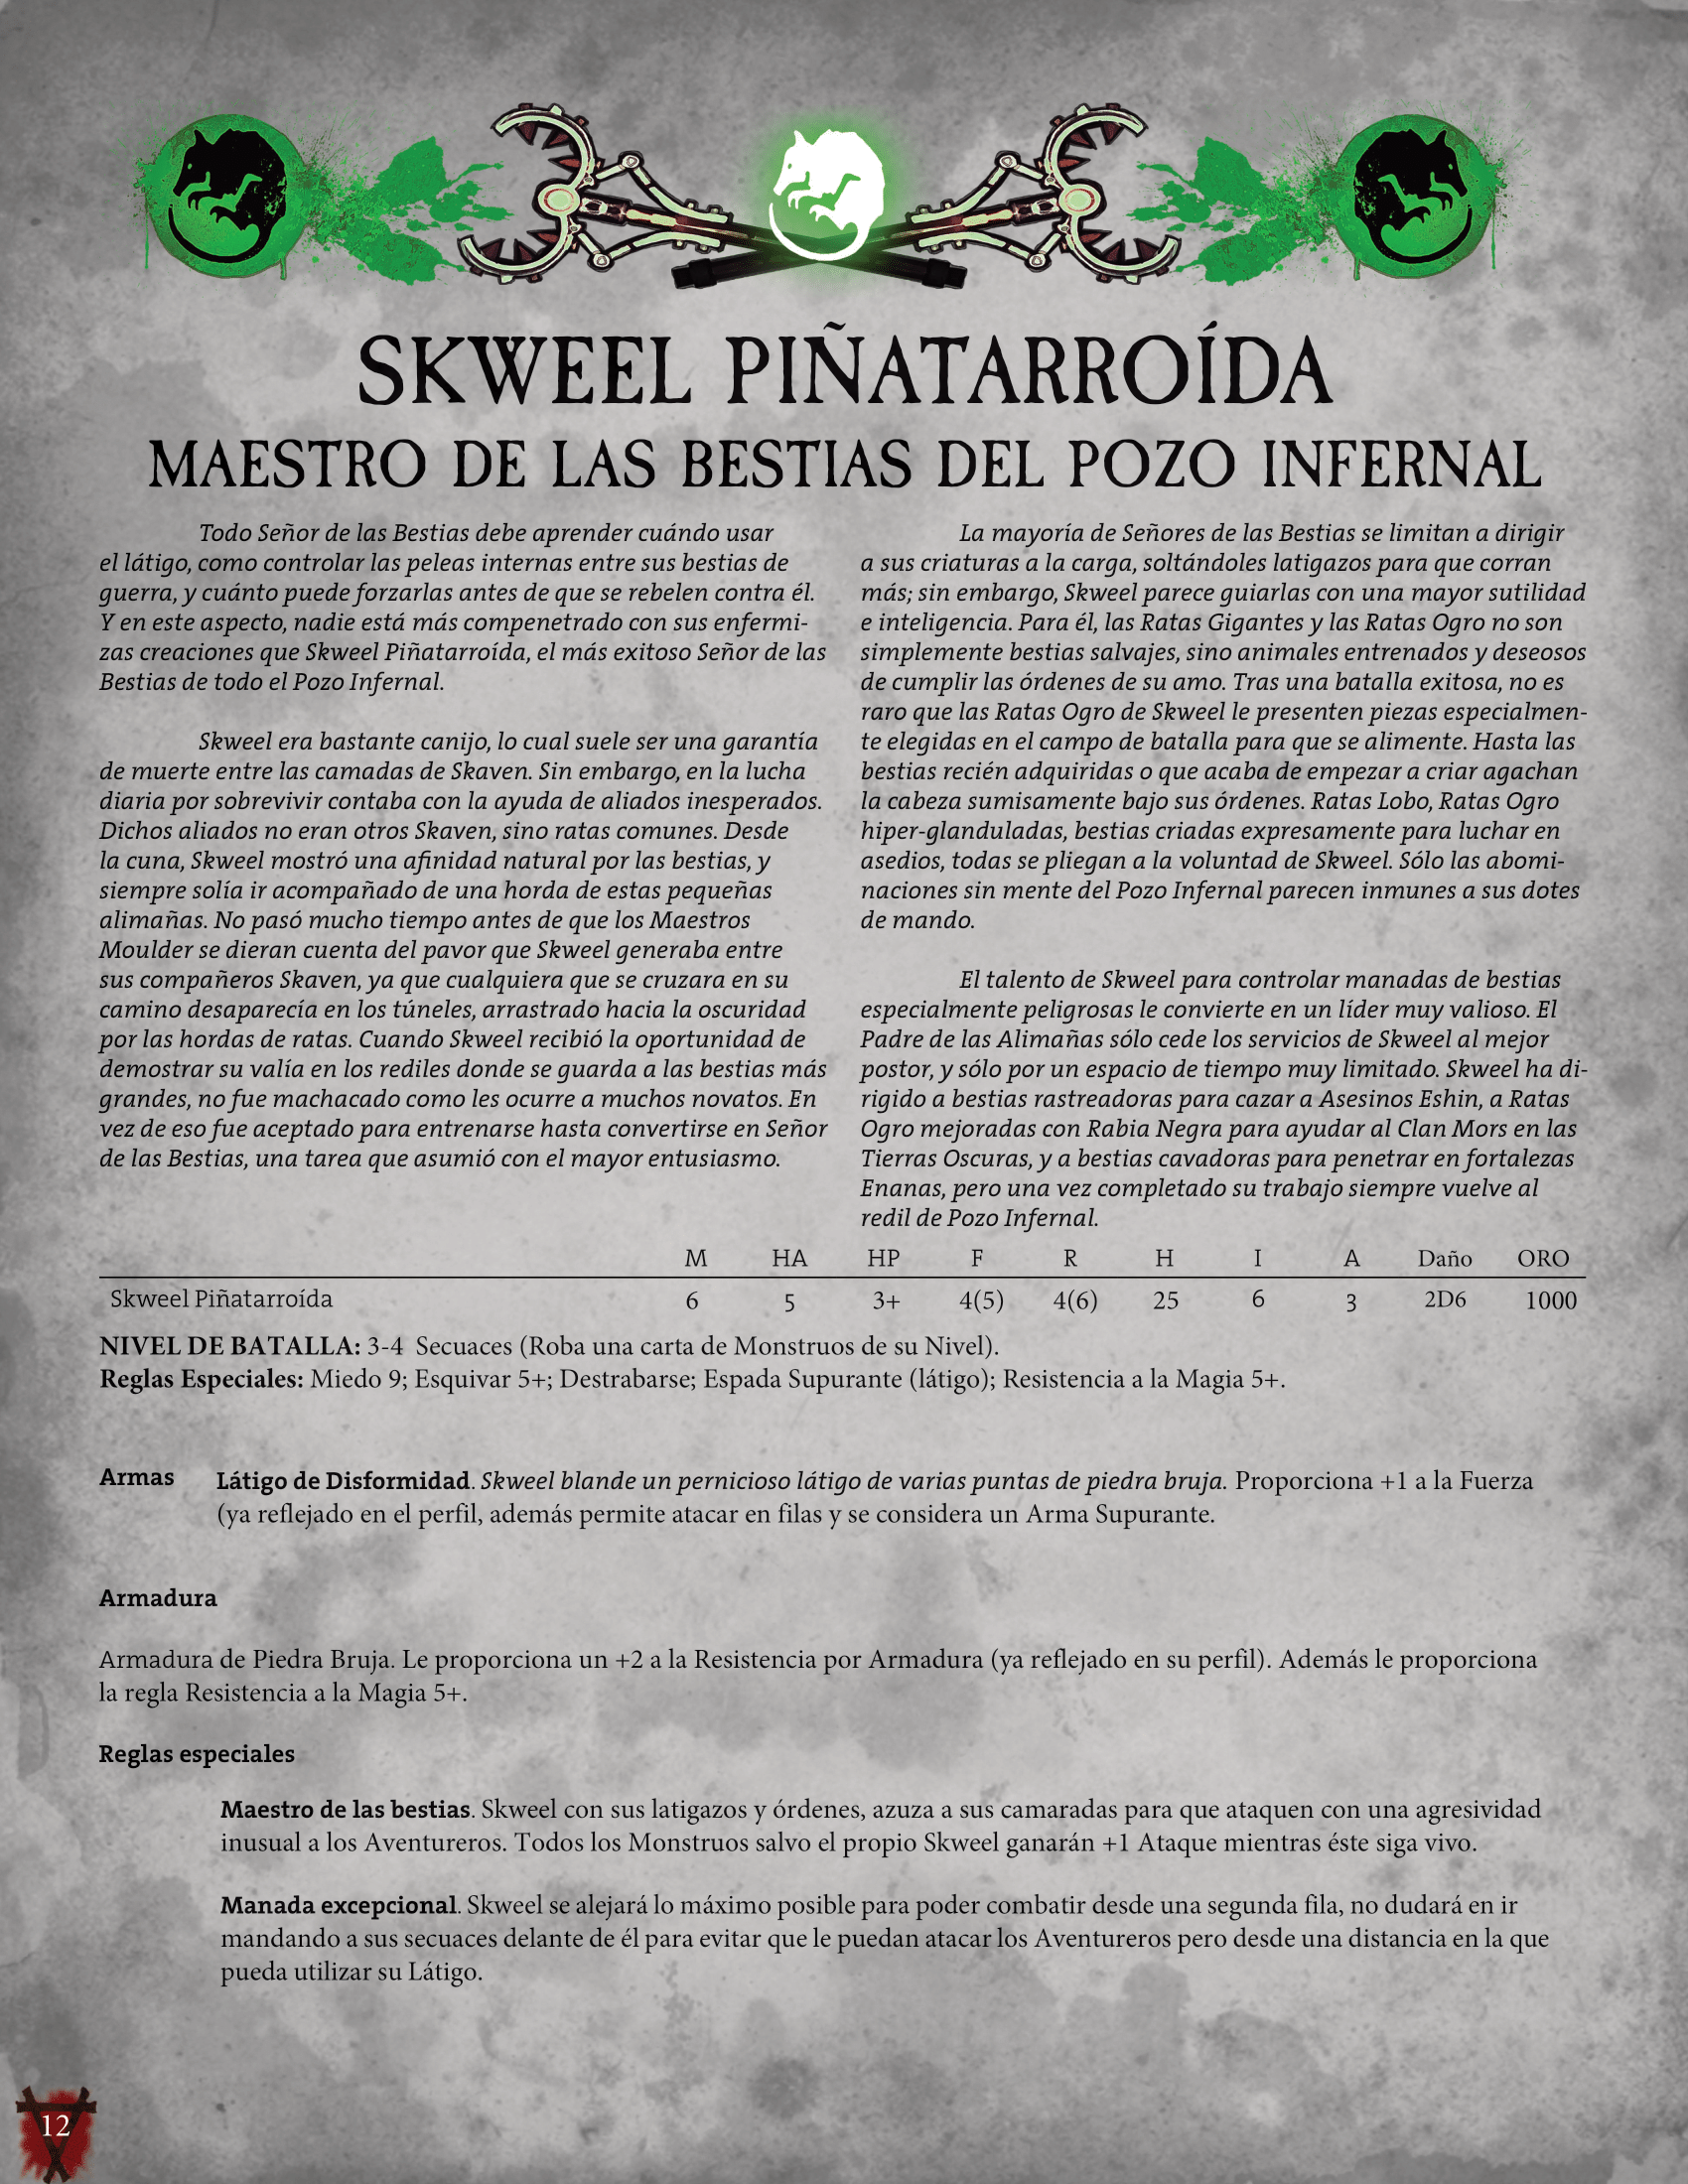 SKWEEL PIÑATARROÍDA
MAESTRO DE LAS BESTIAS DEL POZO INFERNAL
Todo Señor de las Bestias debe aprender cuándo usar
el látigo, como controlar las peleas internas entre sus bestias de
guerra, y cuánto puede forzarlas antes de que se rebelen contra él.
Y en este aspecto, nadie está más compenetrado con sus enfermi-
zas creaciones que Skweel Piñatarroída, el más exitoso Señor de las
Bestias de todo el Pozo Infernal.
Skweel era bastante canijo, lo cual suele ser una garantía
de muerte entre las camadas de Skaven. Sin embargo, en la lucha
diaria por sobrevivir contaba con la ayuda de aliados inesperados.
Dichos aliados no eran otros Skaven, sino ratas comunes. Desde
la cuna, Skweel mostró una afinidad natural por las bestias, y
siempre solía ir acompañado de una horda de estas pequeñas
alimañas. No pasó mucho tiempo antes de que los Maestros
Moulder se dieran cuenta del pavor que Skweel generaba entre
sus compañeros Skaven, ya que cualquiera que se cruzara en su
camino desaparecía en los túneles, arrastrado hacia la oscuridad
por las hordas de ratas. Cuando Skweel recibió la oportunidad de
demostrar su valía en los rediles donde se guarda a las bestias más
grandes, no fue machacado como les ocurre a muchos novatos. En
vez de eso fue aceptado para entrenarse hasta convertirse en Señor
de las Bestias, una tarea que asumió con el mayor entusiasmo.
La mayoría de Señores de las Bestias se limitan a dirigir
a sus criaturas a la carga, soltándoles latigazos para que corran
más; sin embargo, Skweel parece guiarlas con una mayor sutilidad
e inteligencia. Para él, las Ratas Gigantes y las Ratas Ogro no son
simplemente bestias salvajes, sino animales entrenados y deseosos
de cumplir las órdenes de su amo. Tras una batalla exitosa, no es
raro que las Ratas Ogro de Skweel le presenten piezas especialmen-
te elegidas en el campo de batalla para que se alimente. Hasta las
bestias recién adquiridas o que acaba de empezar a criar agachan
la cabeza sumisamente bajo sus órdenes. Ratas Lobo, Ratas Ogro
hiper-glanduladas, bestias criadas expresamente para luchar en
asedios, todas se pliegan a la voluntad de Skweel. Sólo las abomi-
naciones sin mente del Pozo Infernal parecen inmunes a sus dotes
de mando.
El talento de Skweel para controlar manadas de bestias
especialmente peligrosas le convierte en un líder muy valioso. El
Padre de las Alimañas sólo cede los servicios de Skweel al mejor
postor, y sólo por un espacio de tiempo muy limitado. Skweel ha di-
rigido a bestias rastreadoras para cazar a Asesinos Eshin, a Ratas
Ogro mejoradas con Rabia Negra para ayudar al Clan Mors en las
Tierras Oscuras, y a bestias cavadoras para penetrar en fortalezas
Enanas, pero una vez completado su trabajo siempre vuelve al
redil de Pozo Infernal.
M HA HP F R H I A Daño ORO
Skweel Piñatarroída 6 5 3+ 4(5) 4(6) 25 6 3 2D6 1000
NIVEL DE BATALLA: 3-4 Secuaces (Roba una carta de Monstruos de su Nivel).
Reglas Especiales: Miedo 9; Esquivar 5+; Destrabarse; Espada Supurante (látigo); Resistencia a la Magia 5+.
Armas Látigo de Disformidad. Skweel blande un pernicioso látigo de varias puntas de piedra bruja. Proporciona +1 a la Fuerza
(ya reflejado en el perfil, además permite atacar en filas y se considera un Arma Supurante.
Armadura
Armadura de Piedra Bruja. Le proporciona un +2 a la Resistencia por Armadura (ya reflejado en su perfil). Además le proporciona
la regla Resistencia a la Magia 5+.
Reglas especiales
Maestro de las bestias. Skweel con sus latigazos y órdenes, azuza a sus camaradas para que ataquen con una agresividad
inusual a los Aventureros. Todos los Monstruos salvo el propio Skweel ganarán +1 Ataque mientras éste siga vivo.
Manada excepcional. Skweel se alejará lo máximo posible para poder combatir desde una segunda fila, no dudará en ir
mandando a sus secuaces delante de él para evitar que le puedan atacar los Aventureros pero desde una distancia en la que
pueda utilizar su Látigo.
12